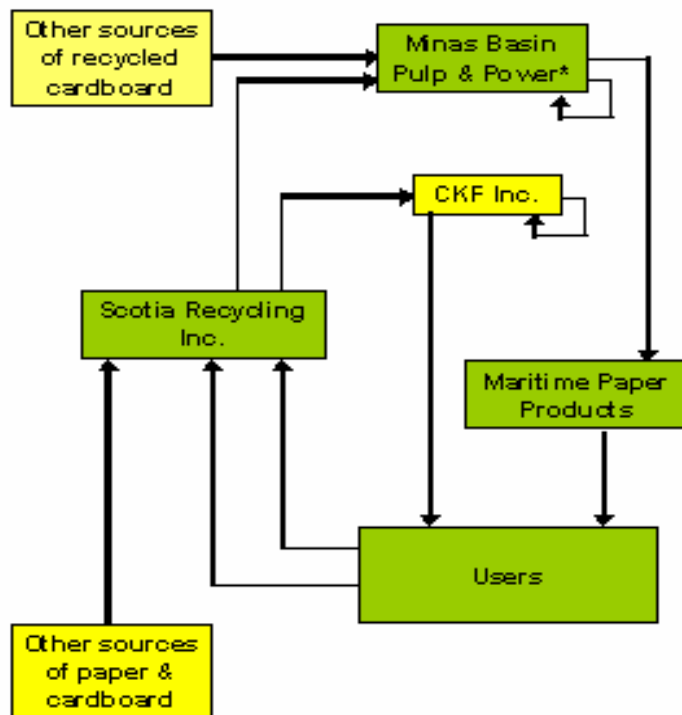 Other sources
of recycled
cardboard
Minas Basin
Pulp & Power*
CKF Inc.
Scotia Recycling
Inc.
Maritime Paper
Products
Users
Other sources
of paper &
cardboard